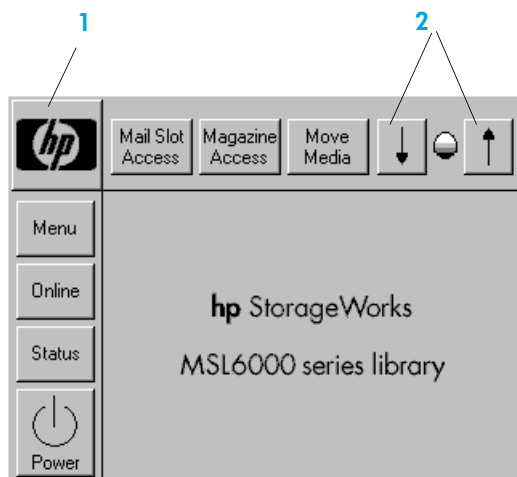 1
2
hp
Mail Slot
Access
Magazine
Access
Move
Media
Menu
Online
Status
Power
hp StorageWorks
MSL6000 series library